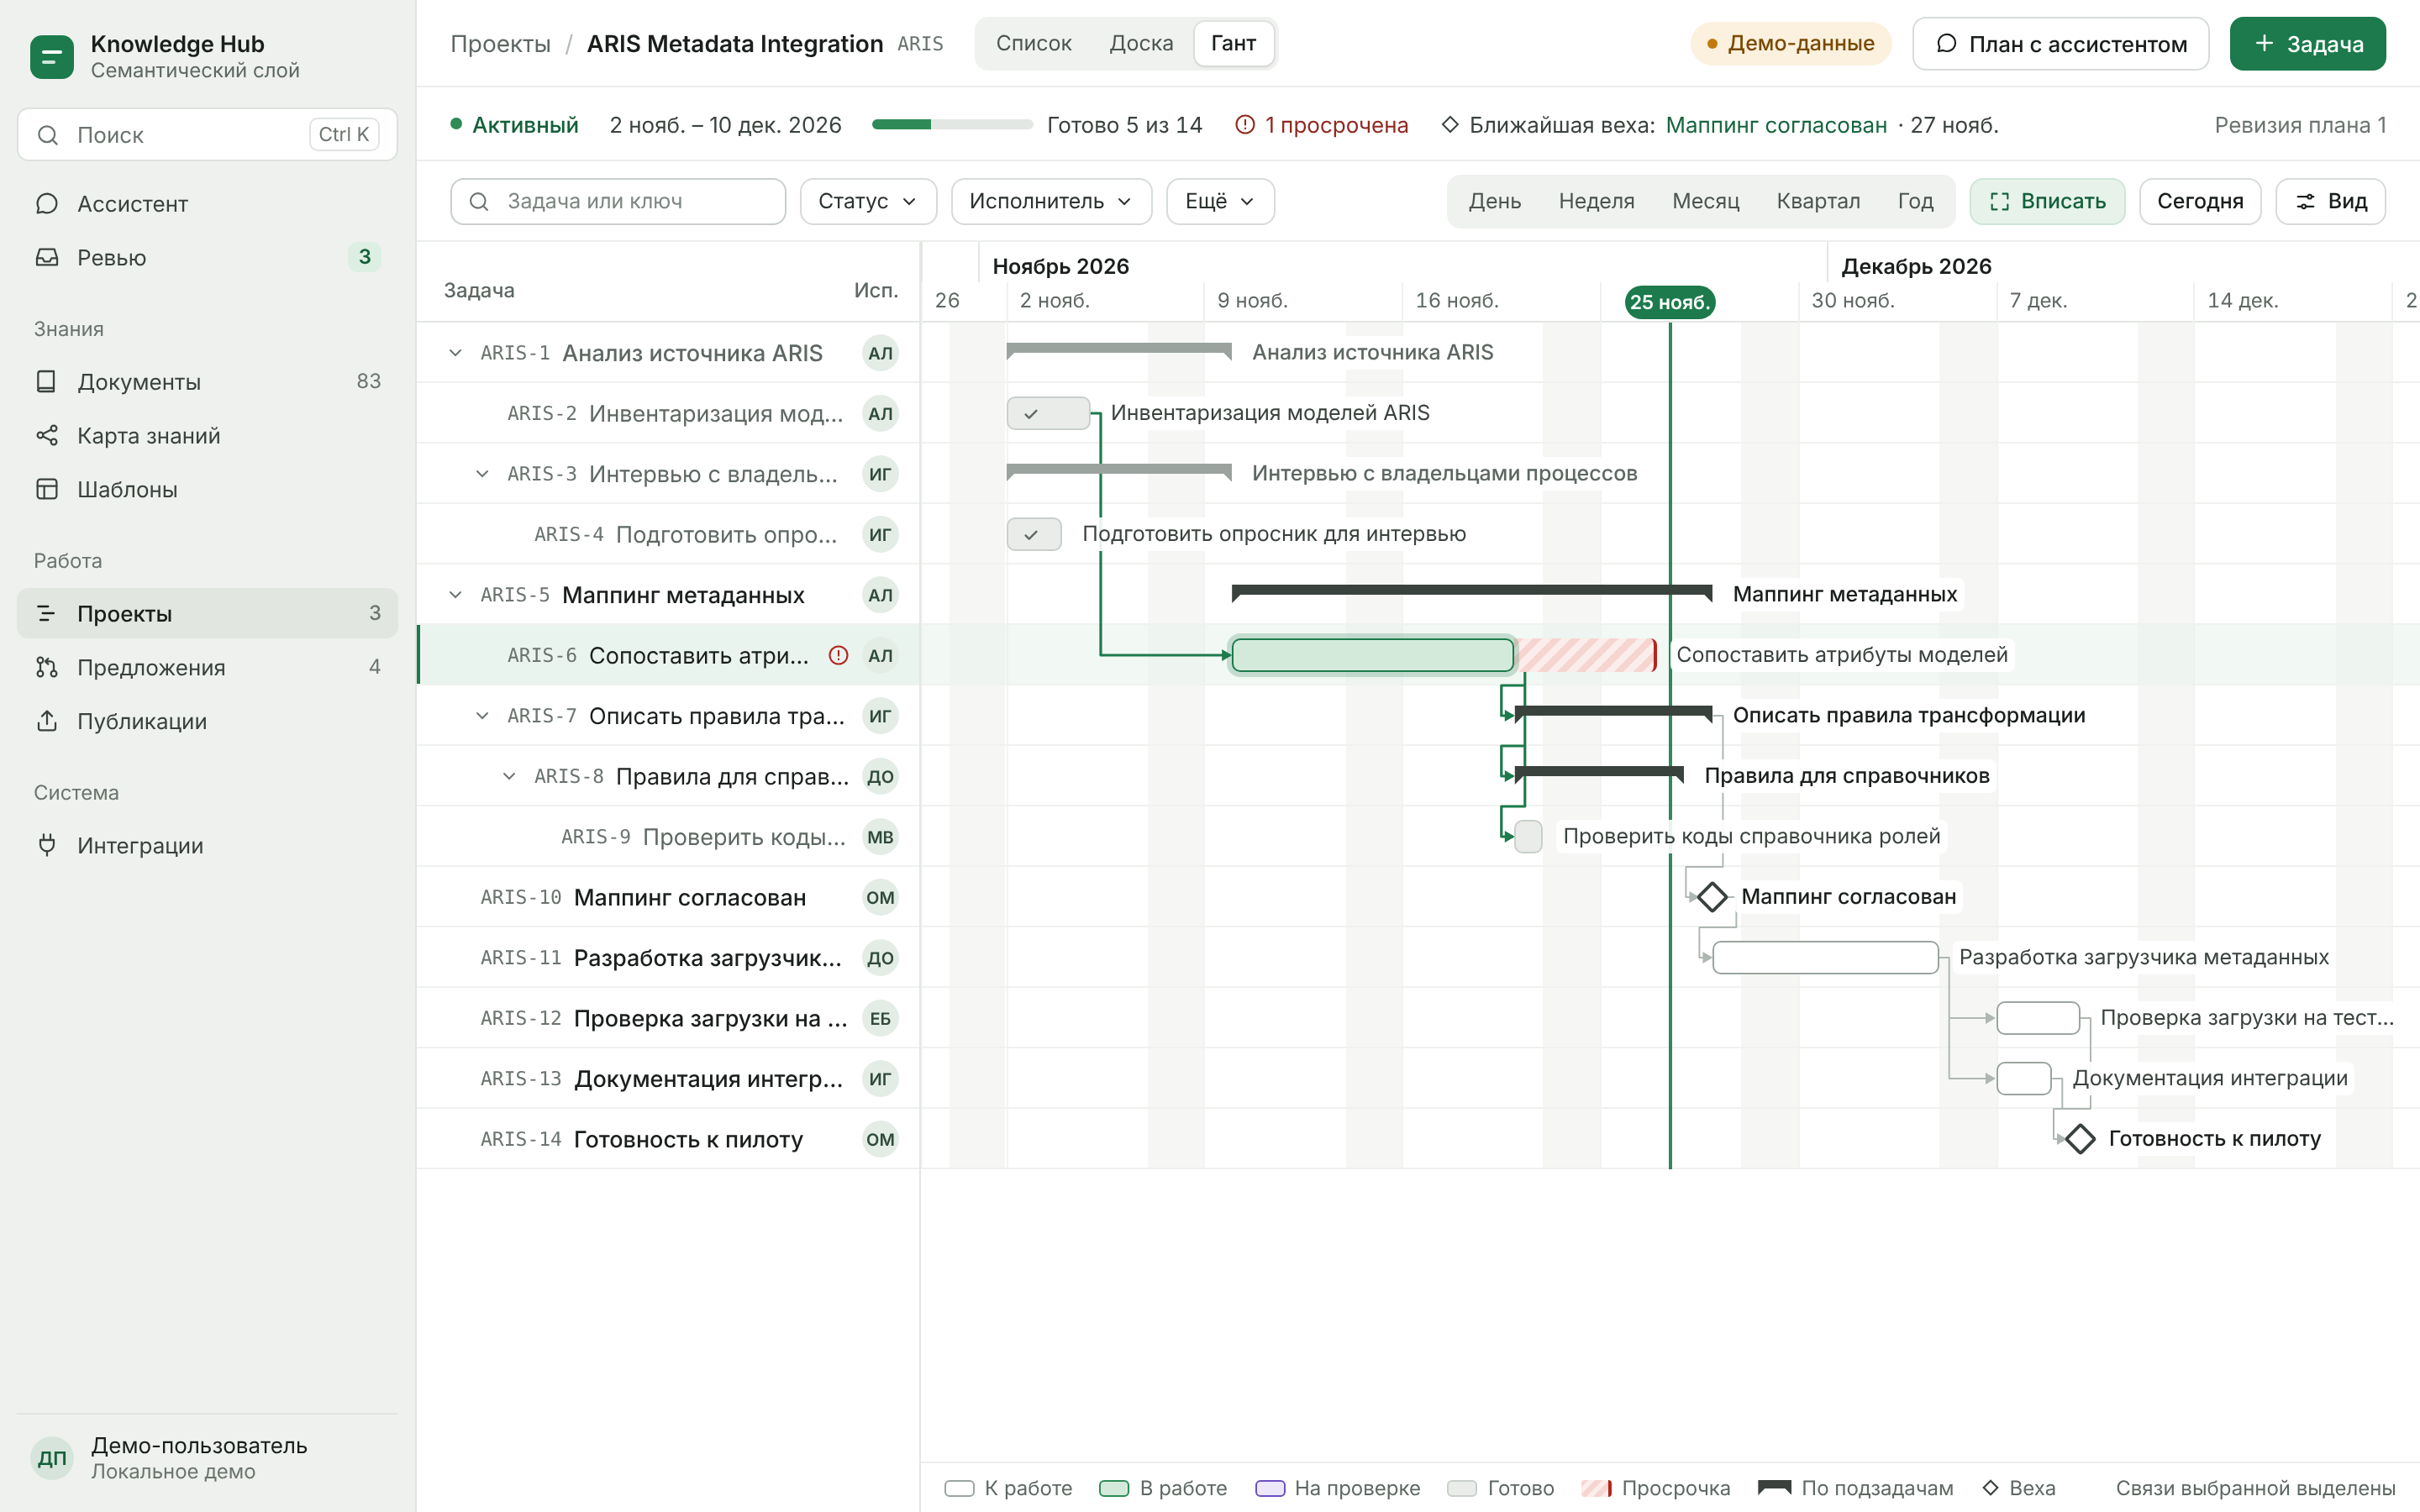 Knowledge Hub
Семантический слой
Поиск Ctrl K
Ассистент
Ревью 3
Знания
Документы 83
Карта знаний
Шаблоны
Работа
Проекты 3
Предложения 4
Публикации
Система
Интеграции
ДП Демо-пользователь
Локальное демо
Проекты / ARIS Metadata Integration ARIS Список Доска Гант Демо-данные План с ассистентом + Задача
Активный 2 нояб. – 10 дек. 2026 Готово 5 из 14 1 просрочена Ближайшая веха: Маппинг согласован · 27 нояб. Ревизия плана 1
Задача или ключ Статус Исполнитель Ещё День Неделя Месяц Квартал Год Вписать Сегодня Вид
Ноябрь 2026 Декабрь 2026
Задача Исп. 26 2 нояб. 9 нояб. 16 нояб. 25 нояб. 30 нояб. 7 дек. 14 дек. 2
ARIS-1 Анализ источника ARIS АЛ Анализ источника ARIS
ARIS-2 Инвентаризация мод... АЛ Инвентаризация моделей ARIS
ARIS-3 Интервью с владель... ИГ Интервью с владельцами процессов
ARIS-4 Подготовить опро... ИГ Подготовить опросник для интервью
ARIS-5 Маппинг метаданных АЛ Маппинг метаданных
ARIS-6 Сопоставить атри... АЛ Сопоставить атрибуты моделей
ARIS-7 Описать правила тра... ИГ Описать правила трансформации
ARIS-8 Правила для справ... ДО Правила для справочников
ARIS-9 Проверить коды... МВ Проверить коды справочника ролей
ARIS-10 Маппинг согласован ОМ Маппинг согласован
ARIS-11 Разработка загрузчик... ДО Разработка загрузчика метаданных
ARIS-12 Проверка загрузки на ... ЕБ Проверка загрузки на тест...
ARIS-13 Документация интегр... ИГ Документация интеграции
ARIS-14 Готовность к пилоту ОМ Готовность к пилоту
К работе В работе На проверке Готово Просрочка По подзадачам Веха Связи выбранной выделены